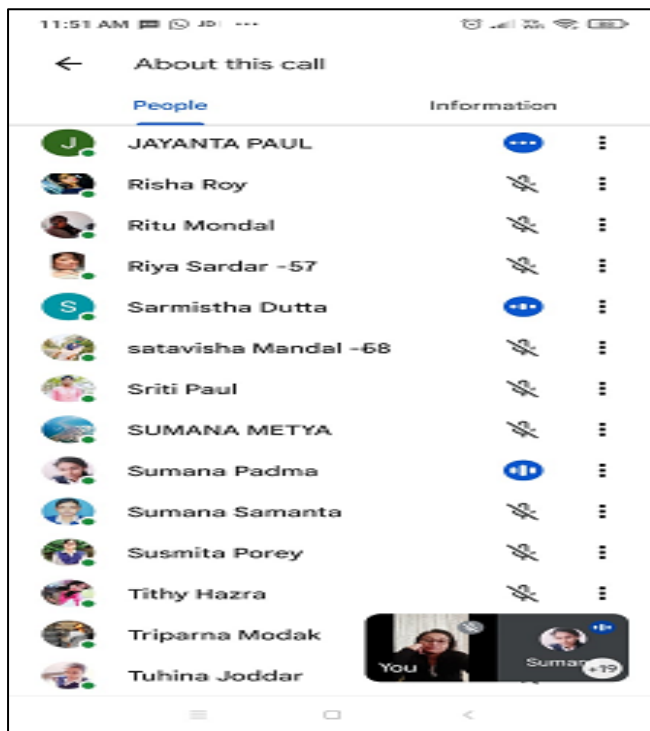 11:51 AM JD
About this call
People Information
J JAYANTA PAUL
Risha Roy
Ritu Mondal
Riya Sardar -57
S Sarmistha Dutta
satavisha Mandal -68
Sriti Paul
SUMANA METYA
Sumana Padma
Sumana Samanta
Susmita Porey
Tithy Hazra
Triparna Modak
Tuhina Joddar
You Suman +19